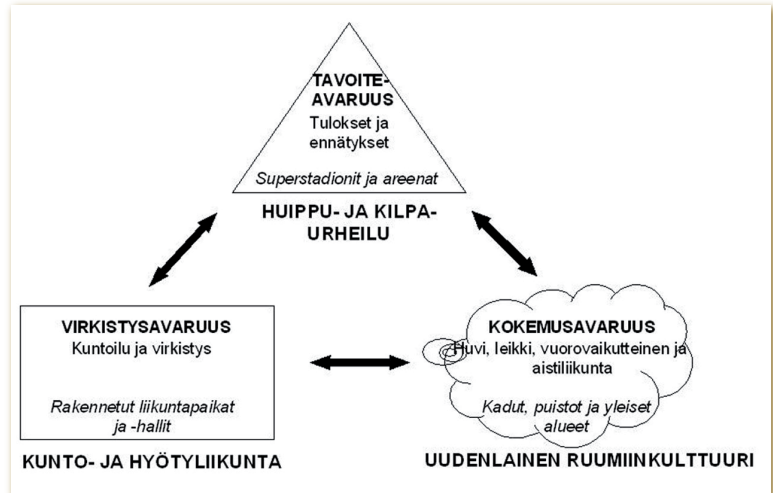 TAVOITE-
AVARUUS
Tulokset ja
ennätykset
Superstadionit ja areenat
HUIPPU- JA KILPA-
URHEILU
VIRKISTYSAVARUUS
Kuntoilu ja virkistys
Rakennetut liikuntapaikat
ja -hallit
KUNTO- JA HYÖTYLIIKUNTA
KOKEMUSAVARUUS
Huvi, leikki, vuorovaikutteinen ja
aistiliikunta
Kadut, puistot ja yleiset
alueet
UUDENLAINEN RUUMIINKULTTUURI